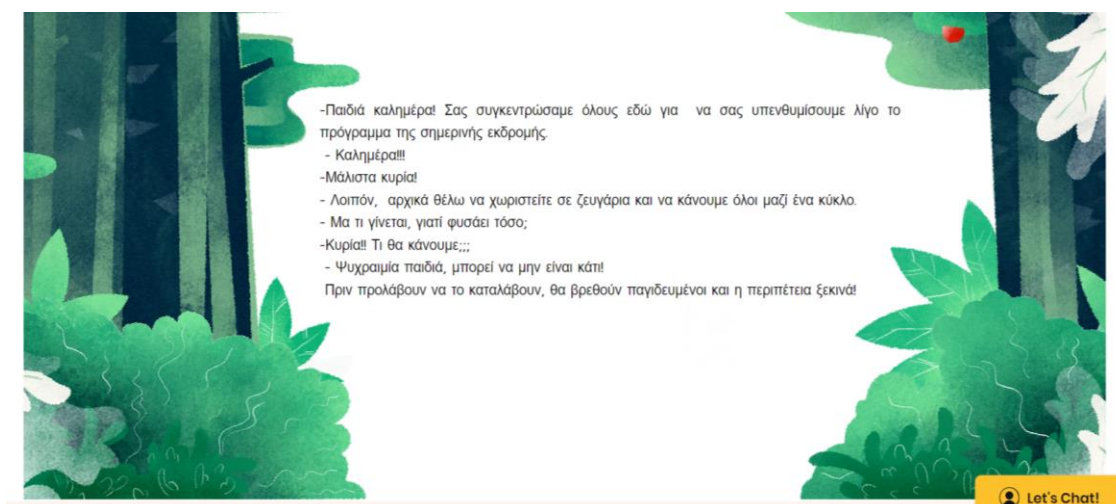 -Παιδιά καλημέρα! Σας συγκεντρώσαμε όλους εδώ για να σας υπενθυμίσουμε λίγο το
πρόγραμμα της σημερινής εκδρομής.
- Καλημέρα!!!
-Μάλιστα κυρία!
- Λοιπόν, αρχικά θέλω να χωριστείτε σε ζευγάρια και να κάνουμε όλοι μαζί ένα κύκλο.
- Μα τι γίνεται, γιατί φυσάει τόσο;
-Κυρία!! Τι θα κάνουμε;;;
- Ψυχραιμία παιδιά, μπορεί να μην είναι κάτι!
Πριν προλάβουν να το καταλάβουν, θα βρεθούν παγιδευμένοι και η περιπέτεια ξεκινά!
Let's Chat!